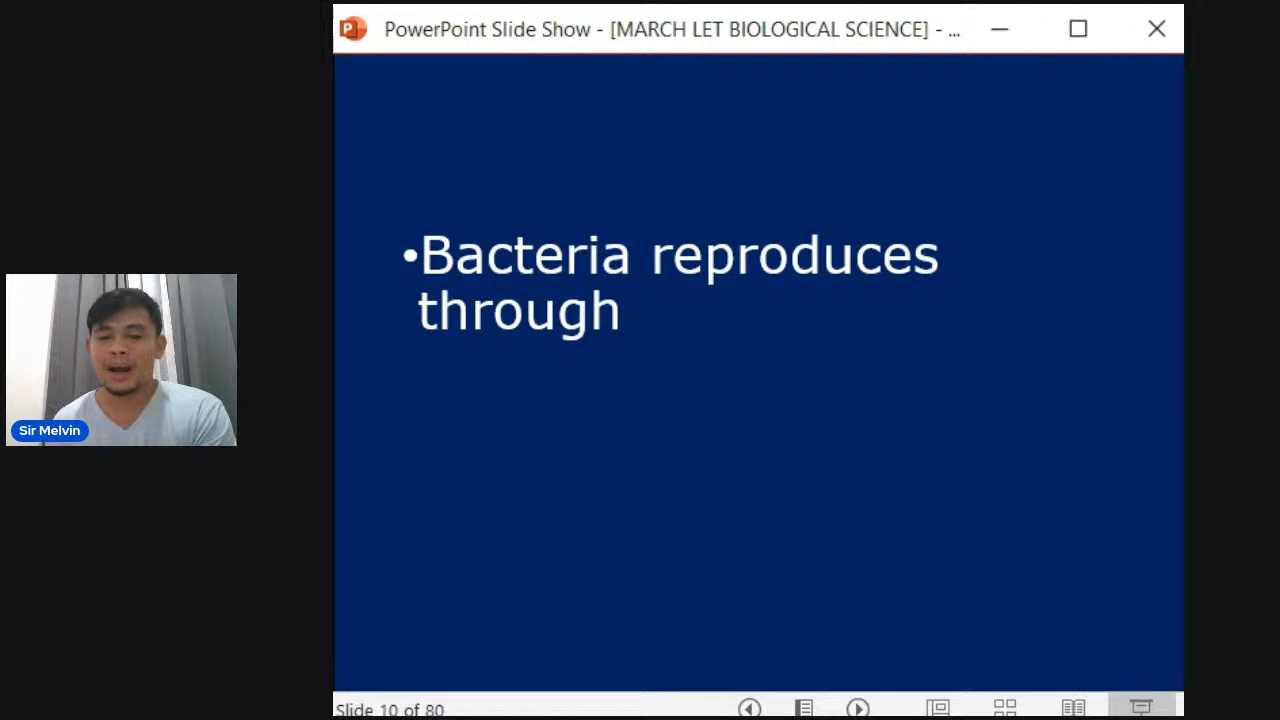 PowerPoint Slide Show - [MARCH LET BIOLOGICAL SCIENCE] - ...
•Bacteria reproduces
through
Sir Melvin
Slide 10 of 80